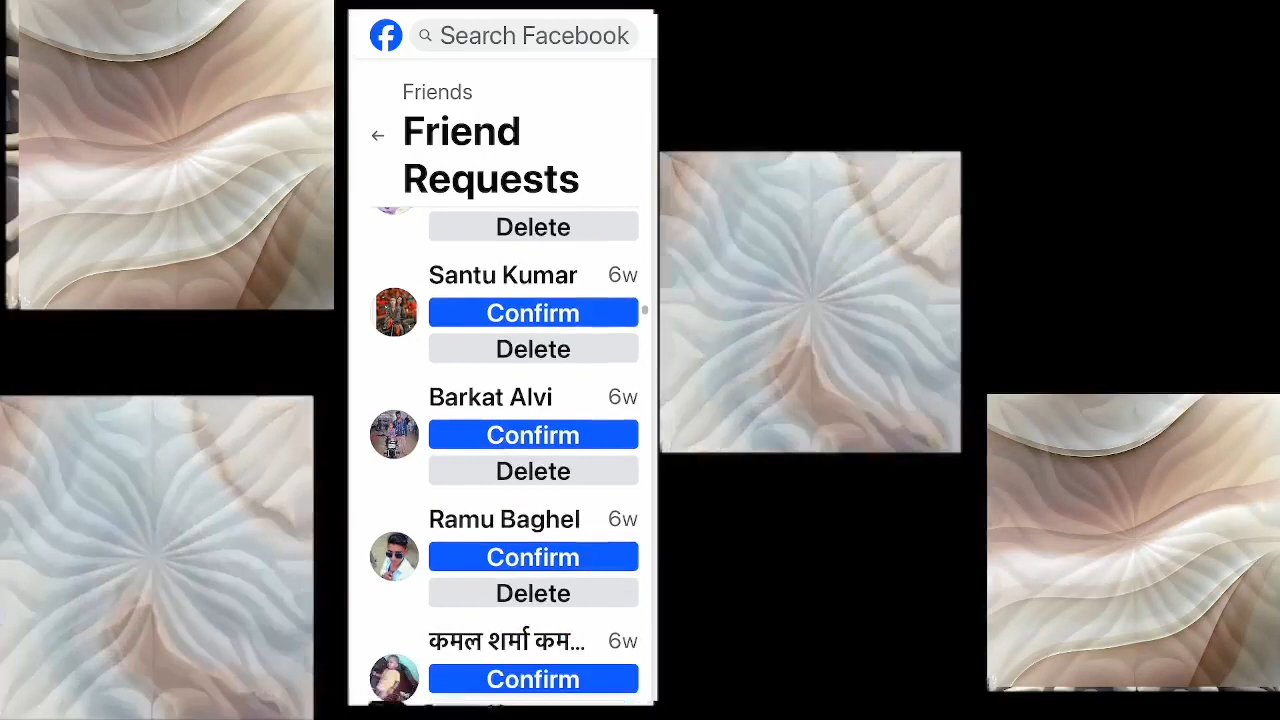 Search Facebook
Friends
Friend
Requests
Delete
Santu Kumar 6w
Confirm
Delete
Barkat Alvi 6w
Confirm
Delete
Ramu Baghel 6w
Confirm
Delete
कमल शर्मा कम... 6w
Confirm